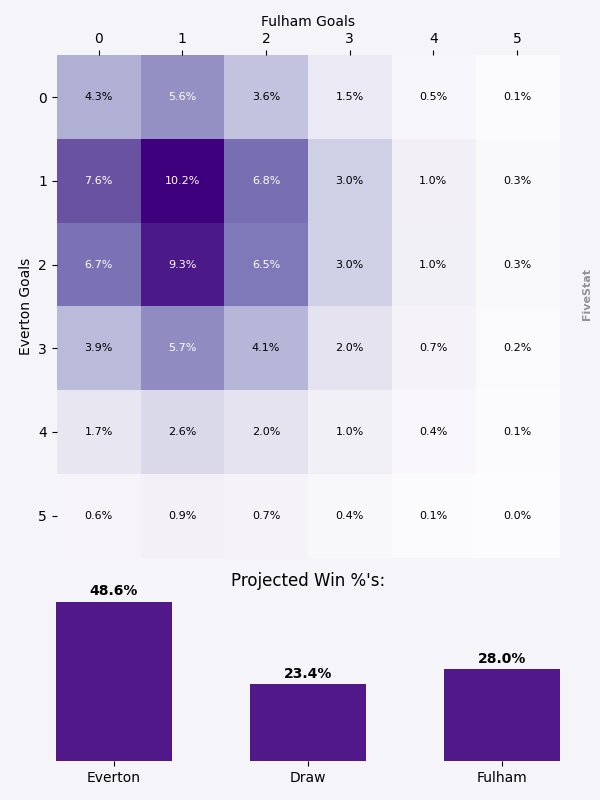 Fulham Goals
0 1 2 3 4 5
0 4.3% 5.6% 3.6% 1.5% 0.5% 0.1%
1 7.6% 10.2% 6.8% 3.0% 1.0% 0.3%
2 6.7% 9.3% 6.5% 3.0% 1.0% 0.3%
3 3.9% 5.7% 4.1% 2.0% 0.7% 0.2%
4 1.7% 2.6% 2.0% 1.0% 0.4% 0.1%
5 0.6% 0.9% 0.7% 0.4% 0.1% 0.0%
Everton Goals
FiveStat
Projected Win %'s:
48.6% 23.4% 28.0%
Everton Draw Fulham